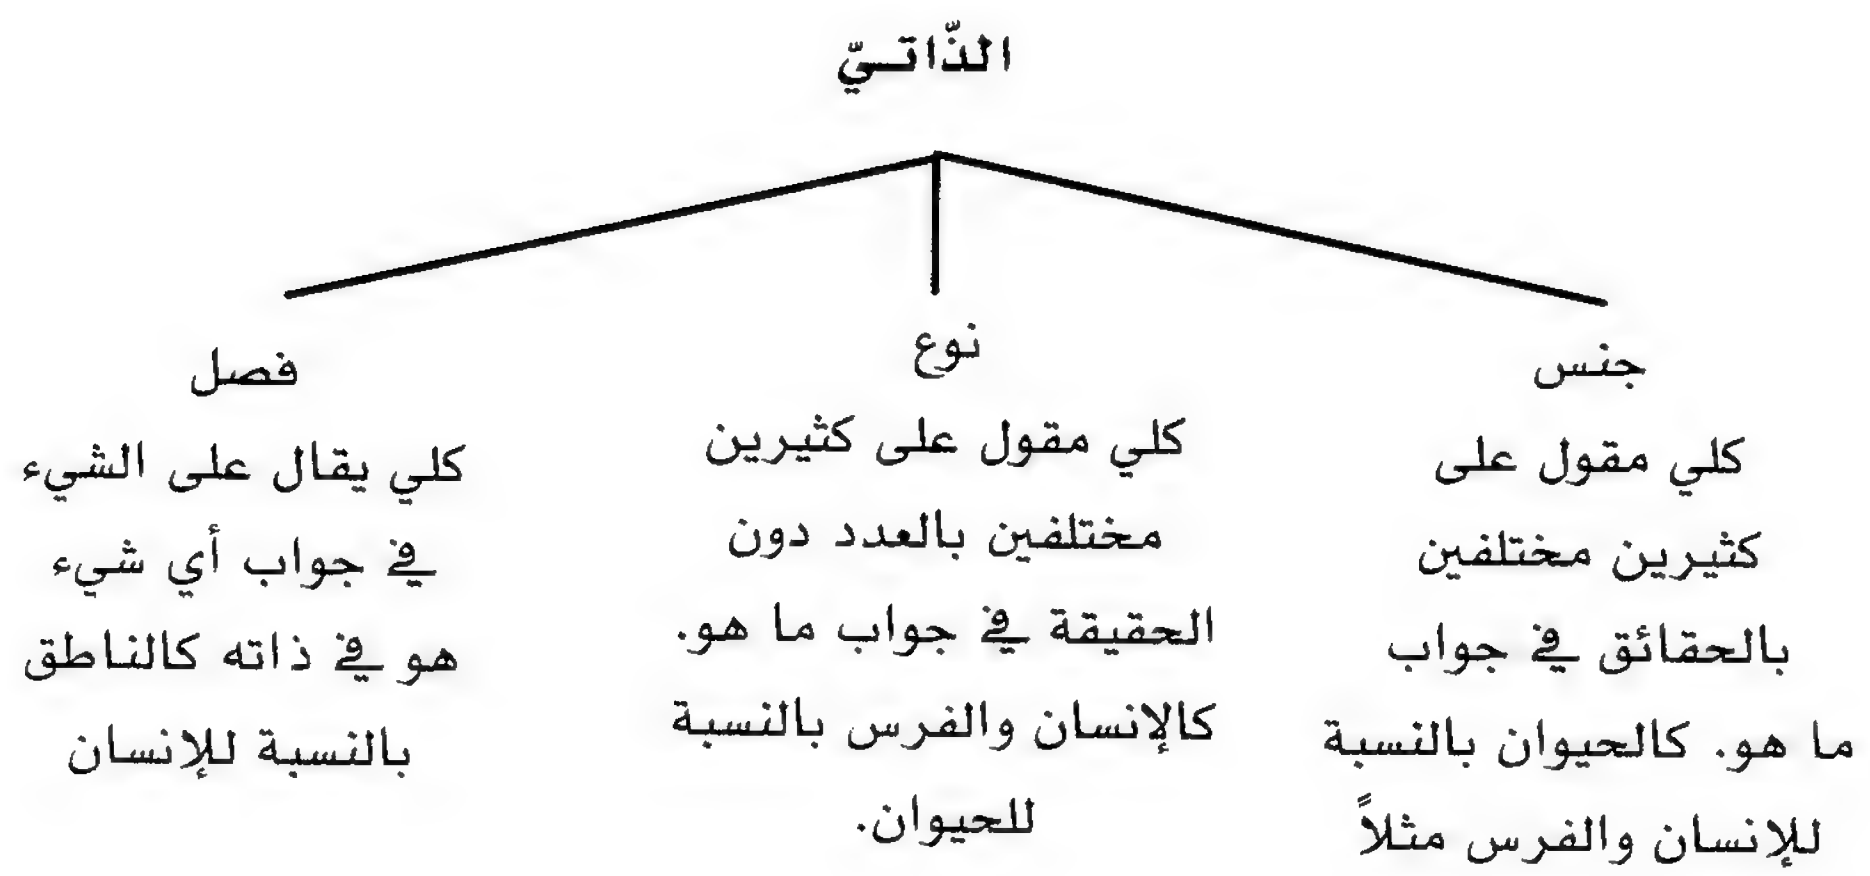 الذّاتيّ
جنس
كلي مقول على
كثيرين مختلفين
بالحقائق في جواب
ما هو. كالحيوان بالنسبة
للإنسان والفرس مثلاً
نوع
كلي مقول على كثيرين
مختلفين بالعدد دون
الحقيقة في جواب ما هو.
كالإنسان والفرس بالنسبة
للحيوان.
فصل
كلي يقال على الشيء
في جواب أي شيء
هو في ذاته كالناطق
بالنسبة للإنسان